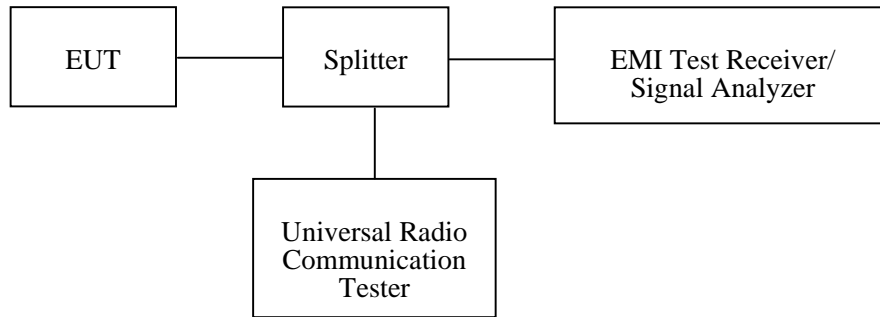 EUT
Splitter
EMI Test Receiver/
Signal Analyzer
Universal Radio
Communication
Tester